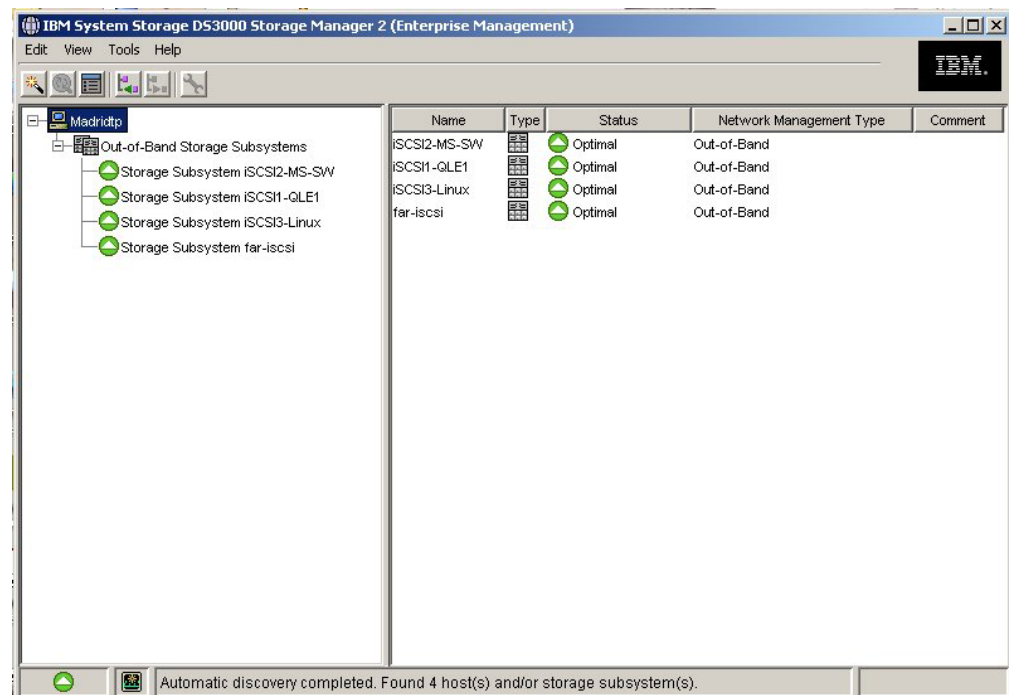 IBM System Storage DS3000 Storage Manager 2 (Enterprise Management)
Edit View Tools Help
IBM.
Madridtp
Out-of-Band Storage Subsystems
Storage Subsystem iSCSI2-MS-SW
Storage Subsystem iSCSI1-QLE1
Storage Subsystem iSCSI3-Linux
Storage Subsystem far-iscsi
Name Type Status Network Management Type Comment
iSCSI2-MS-SW Optimal Out-of-Band
iSCSI1-QLE1 Optimal Out-of-Band
iSCSI3-Linux Optimal Out-of-Band
far-iscsi Optimal Out-of-Band
Automatic discovery completed. Found 4 host(s) and/or storage subsystem(s).